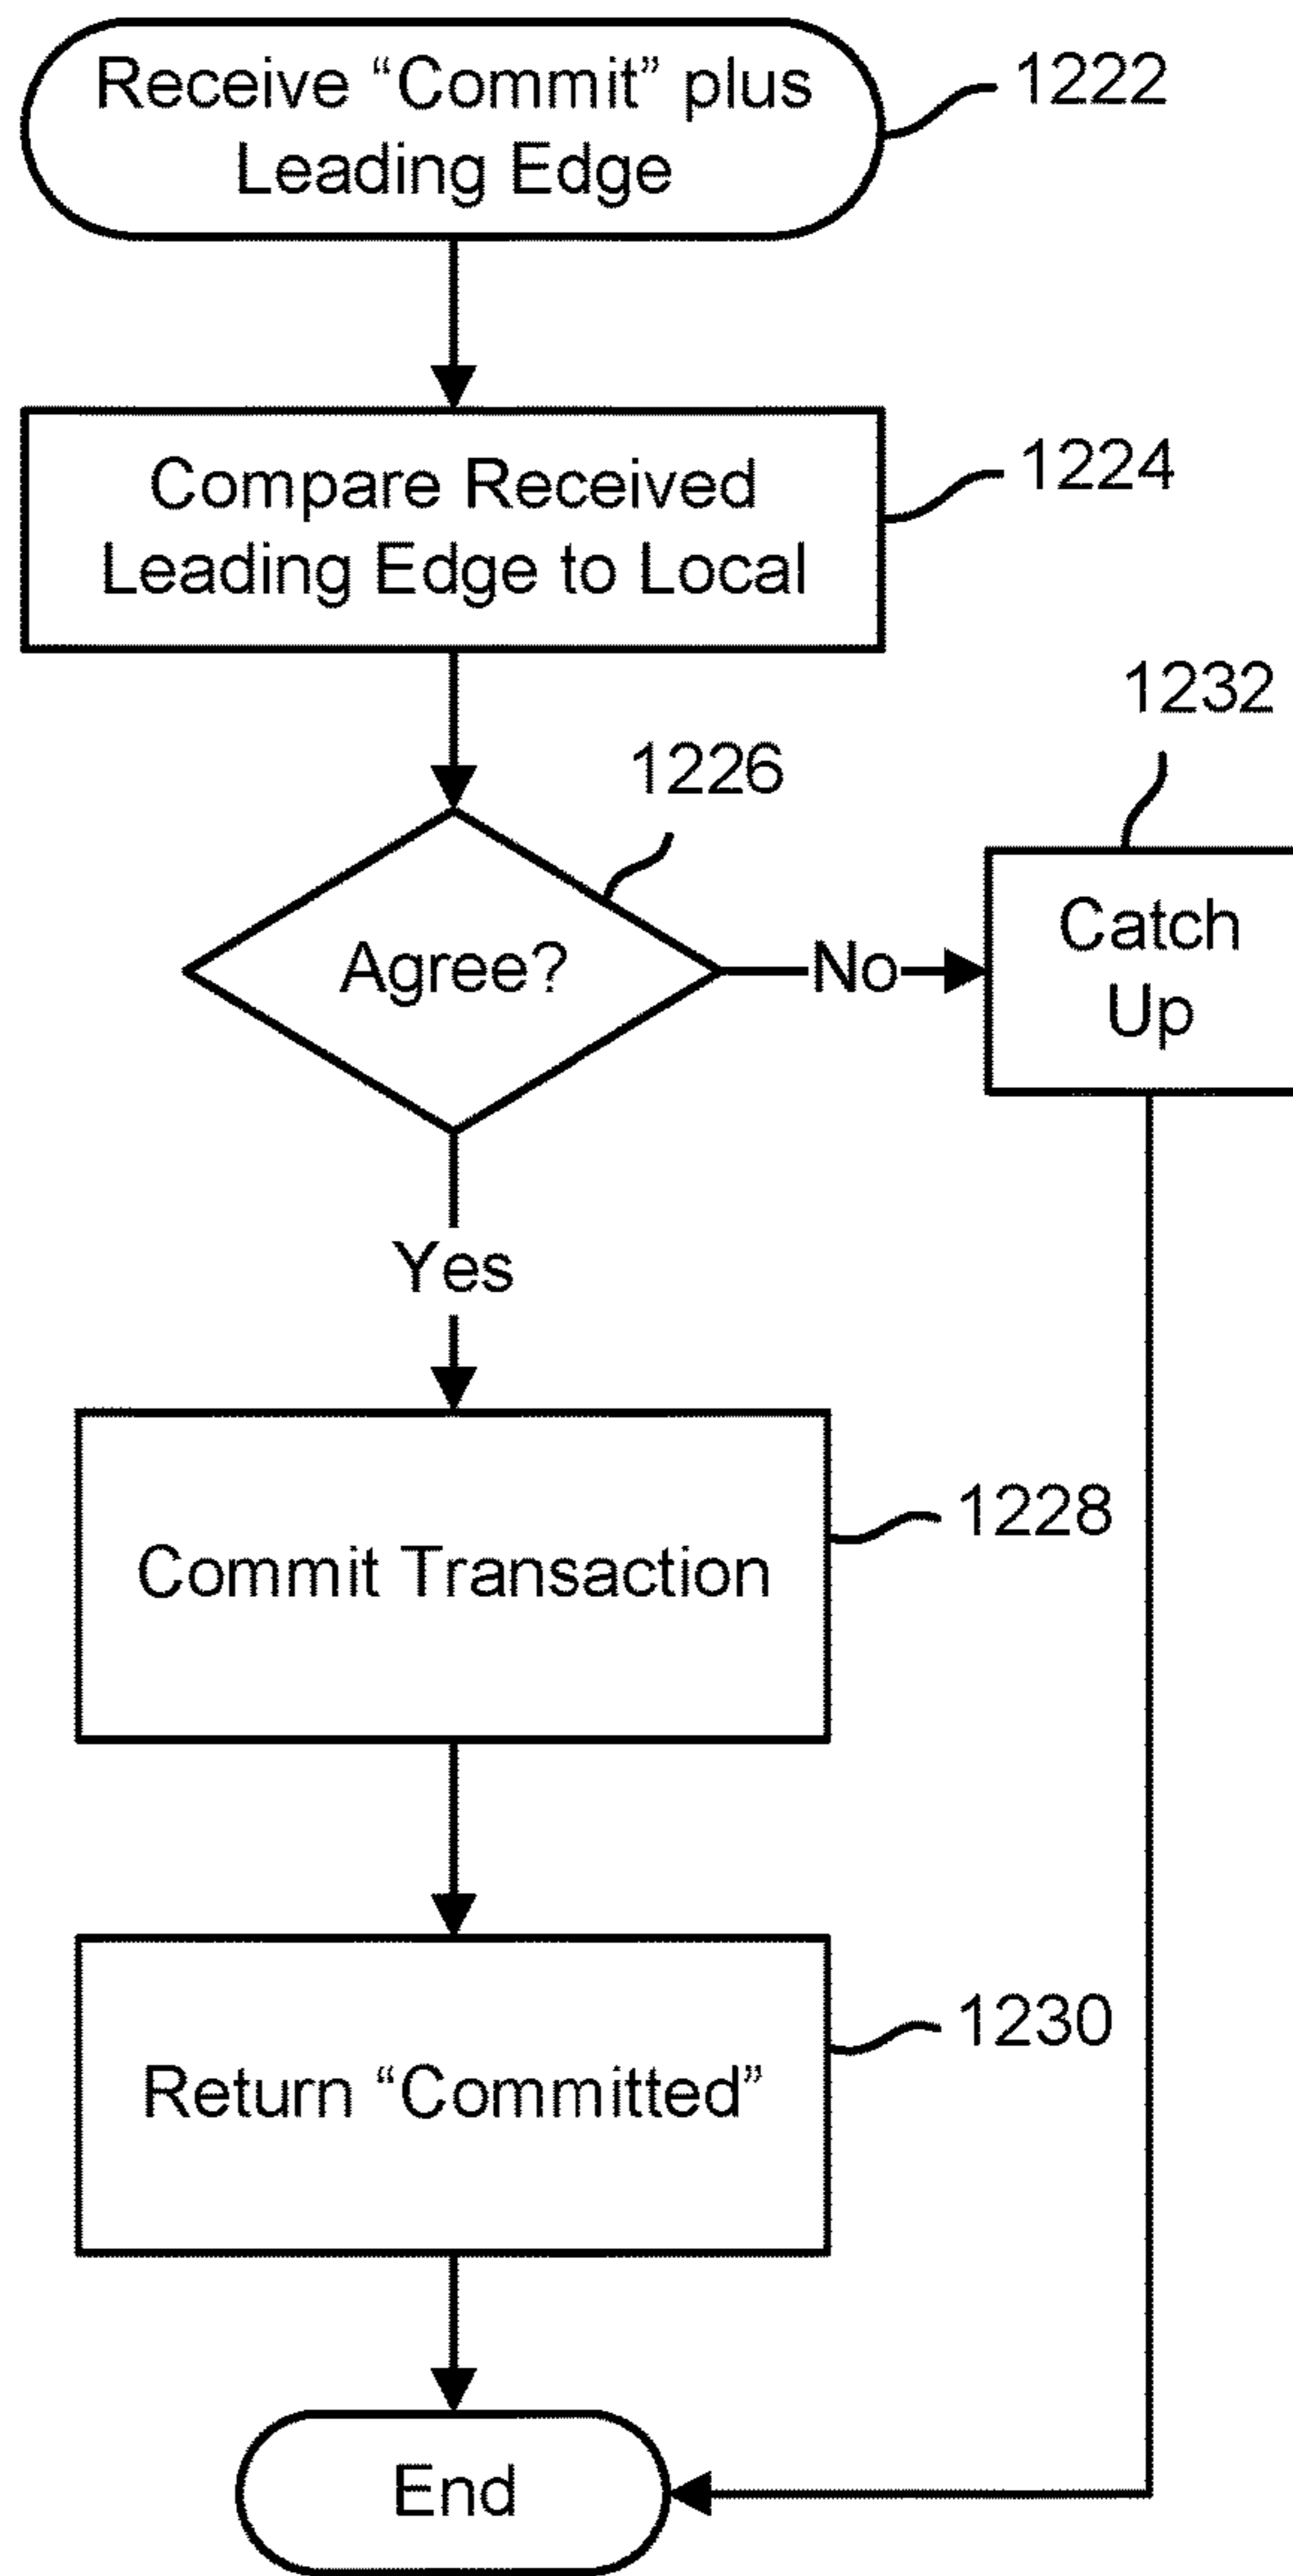 Receive “Commit” plus
Leading Edge
1222
Compare Received
Leading Edge to Local
1224
1232
1226
Agree?
No
Catch
Up
Yes
Commit Transaction
1228
Return “Committed”
1230
End